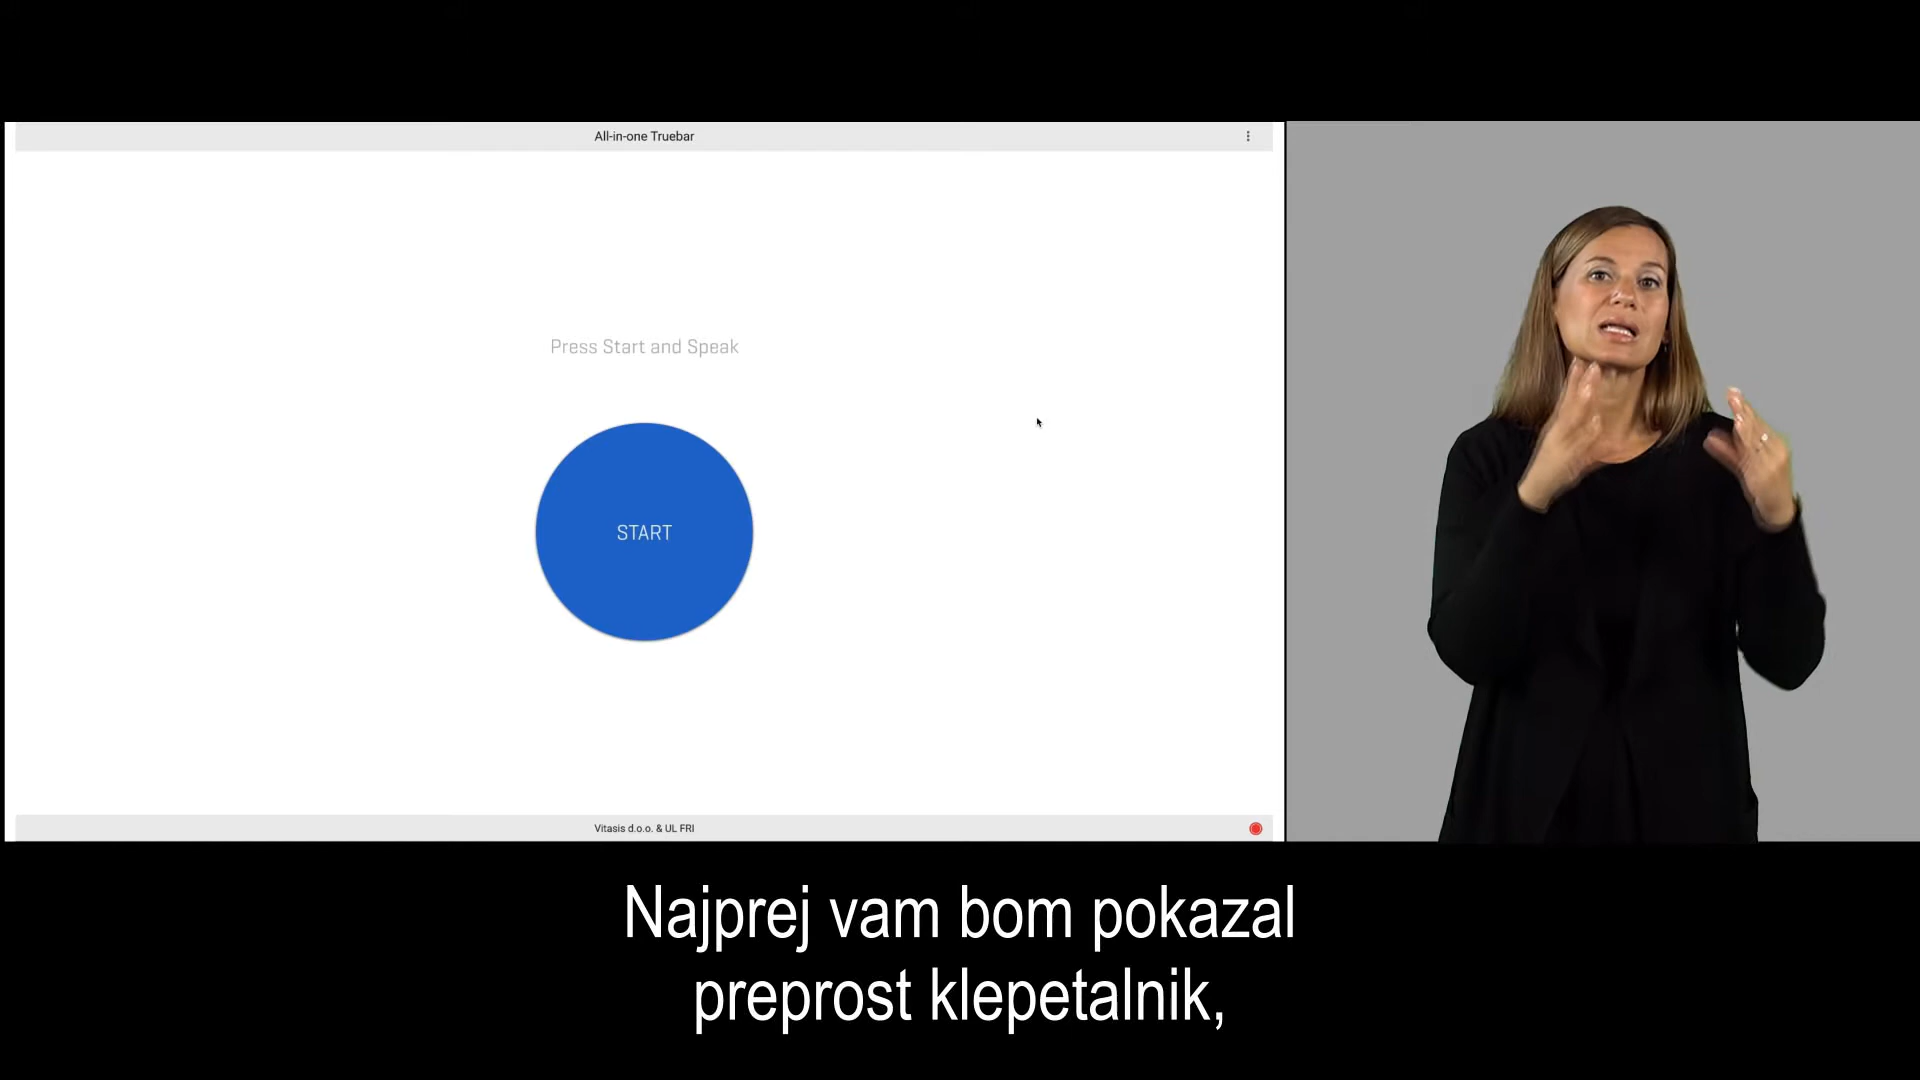 All-in-one Truebar
Press Start and Speak
START
Vitasis d.o.o. & UL FRI
Najprej vam bom pokazal
preprost klepetalnik,